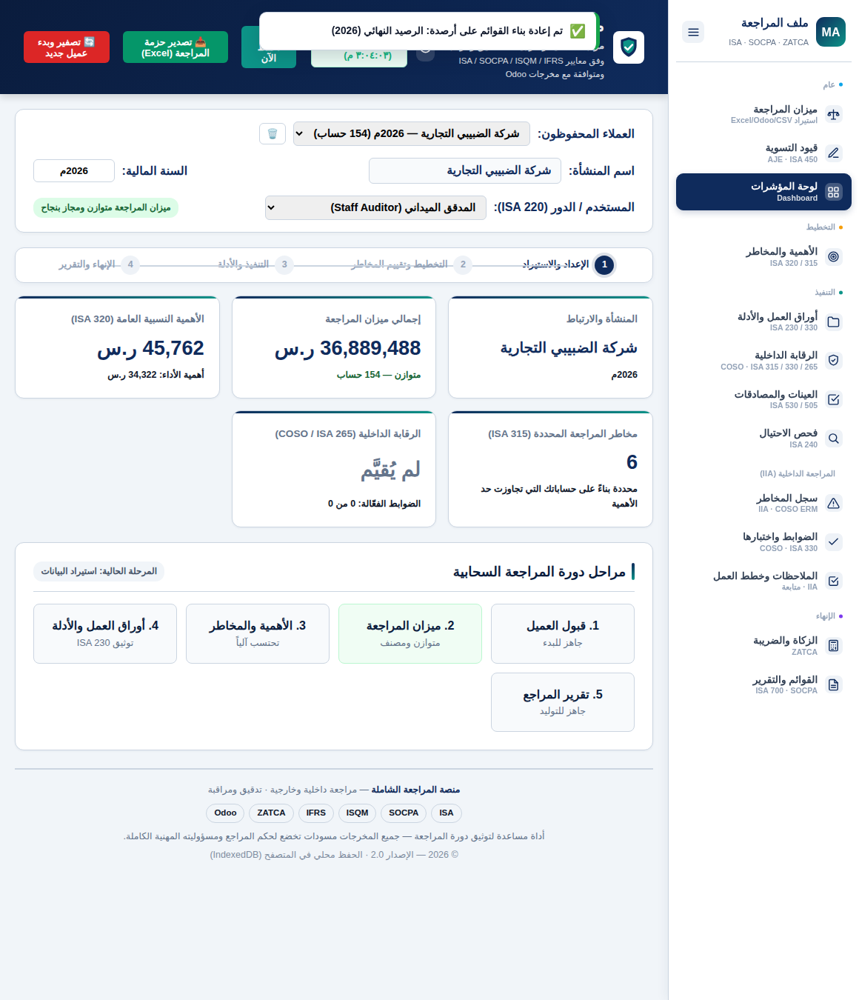 MA
ملف المراجعة
ISA · SOCPA · ZATCA
عام
ميزان المراجعة
استيراد Excel/Odoo/CSV
قيود التسوية
AJE · ISA 450
لوحة المؤشرات
Dashboard
التخطيط
الأهمية والمخاطر
ISA 320 / 315
التنفيذ
أوراق العمل والأدلة
ISA 230 / 330
الرقابة الداخلية
COSO · ISA 315 / 330 / 265
العينات والمصادقات
ISA 530 / 505
فحص الاحتيال
ISA 240
المراجعة الداخلية (IIA)
سجل المخاطر
IIA · COSO ERM
الضوابط واختبارها
COSO · ISA 330
الملاحظات وخطط العمل
IIA · متابعة
الإنهاء
الزكاة والضريبة
ZATCA
القوائم والتقرير
ISA 700 · SOCPA
✅ تم إعادة بناء القوائم على أرصدة: الرصيد النهائي (2026)
وفق معايير ISA / SOCPA / ISQM / IFRS
ومتوافقة مع مخرجات Odoo
(٣:٠٤:٠٣ م)
الآن
📥 تصدير حزمة
المراجعة (Excel)
🔄 تصفير وبدء
عميل جديد
العملاء المحفوظون: شركة الضبيبي التجارية — 2026م (154 حساب)
اسم المنشأة: شركة الضبيبي التجارية
السنة المالية: 2026م
المستخدم / الدور (ISA 220): المدقق الميداني (Staff Auditor)
ميزان المراجعة متوازن ومجاز بنجاح
1 الإعداد والاستيراد
2 التخطيط وتقييم المخاطر
3 التنفيذ والأدلة
4 الإنهاء والتقرير
المنشأة والارتباط
شركة الضبيبي التجارية
2026م
إجمالي ميزان المراجعة
36,889,488 ر.س
متوازن — 154 حساب
الأهمية النسبية العامة (ISA 320)
45,762 ر.س
أهمية الأداء: 34,322 ر.س
مخاطر المراجعة المحددة (ISA 315)
6
محددة بناءً على حساباتك التي تجاوزت حد
الأهمية
الرقابة الداخلية (COSO / ISA 265)
لم يُقيَّم
الضوابط الفعّالة: 0 من 0
مراحل دورة المراجعة السحابية
المرحلة الحالية: استيراد البيانات
1. قبول العميل
جاهز للبدء
2. ميزان المراجعة
متوازن ومصنف
3. الأهمية والمخاطر
تحتسب آلياً
4. أوراق العمل والأدلة
توثيق ISA 230
5. تقرير المراجع
جاهز للتوليد
منصة المراجعة الشاملة — مراجعة داخلية وخارجية · تدقيق ومراقبة
ISA SOCPA ISQM IFRS ZATCA Odoo
أداة مساعدة لتوثيق دورة المراجعة — جميع المخرجات مسودات تخضع لحكم المراجع ومسؤوليته المهنية الكاملة.
© 2026 — الإصدار 2.0 · الحفظ محلي في المتصفح (IndexedDB)